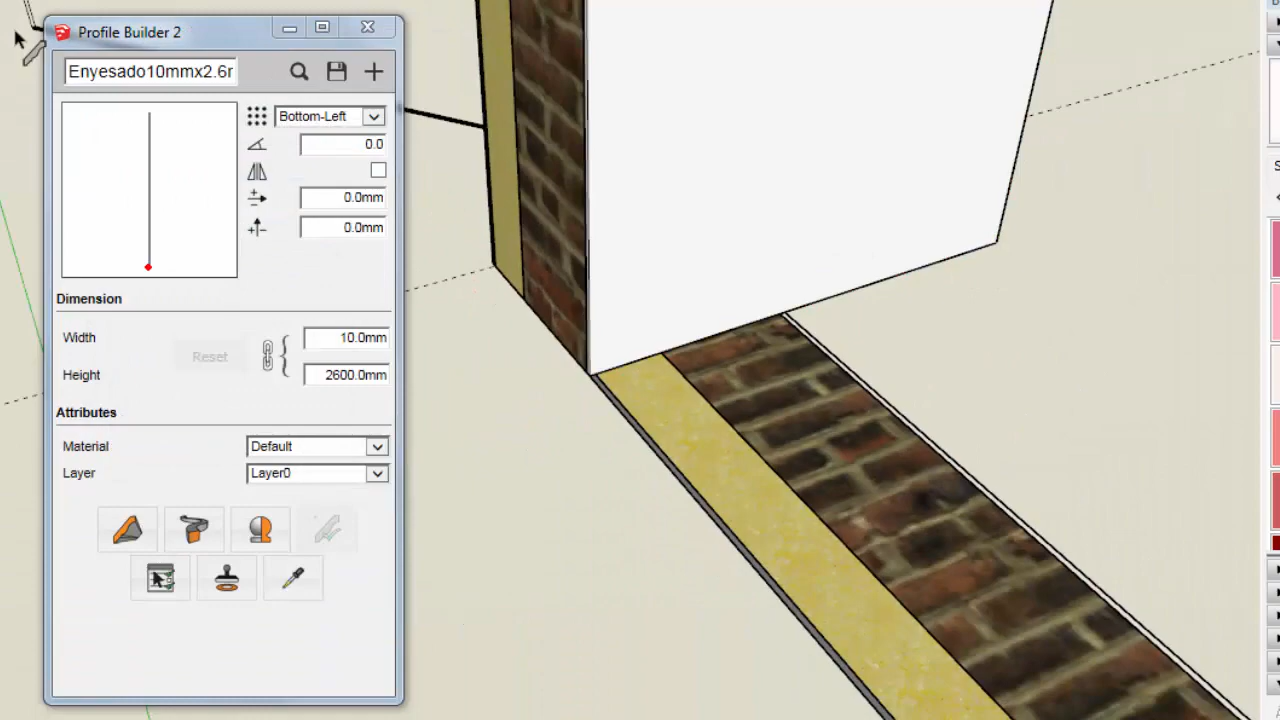 Profile Builder 2
Enyesado10mmx2.6r
Bottom-Left
0.0
0.0mm
0.0mm
Dimension
Width
10.0mm
Reset
Height
2600.0mm
Attributes
Material
Default
Layer
Layer0